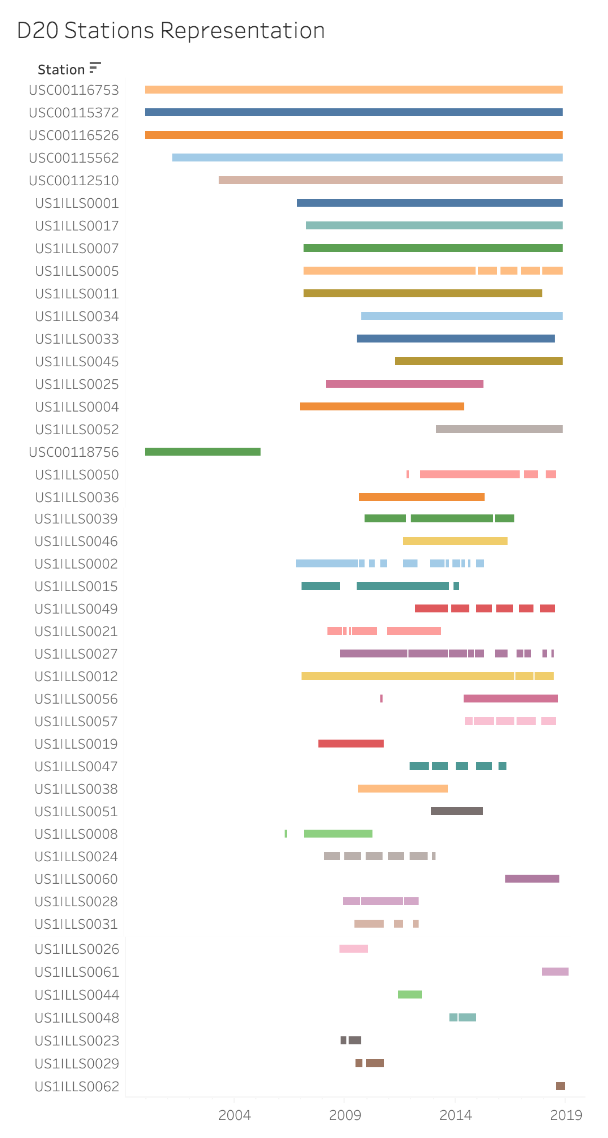 D20 Stations Representation
Station
USC00116753
USC00115372
USC00116526
USC00115562
USC00112510
US1ILLS0001
US1ILLS0017
US1ILLS0007
US1ILLS0005
US1ILLS0011
US1ILLS0034
US1ILLS0033
US1ILLS0045
US1ILLS0025
US1ILLS0004
US1ILLS0052
USC00118756
US1ILLS0050
US1ILLS0036
US1ILLS0039
US1ILLS0046
US1ILLS0002
US1ILLS0015
US1ILLS0049
US1ILLS0021
US1ILLS0027
US1ILLS0012
US1ILLS0056
US1ILLS0057
US1ILLS0019
US1ILLS0047
US1ILLS0038
US1ILLS0051
US1ILLS0008
US1ILLS0024
US1ILLS0060
US1ILLS0028
US1ILLS0031
US1ILLS0026
US1ILLS0061
US1ILLS0044
US1ILLS0048
US1ILLS0023
US1ILLS0029
US1ILLS0062
2004 2009 2014 2019